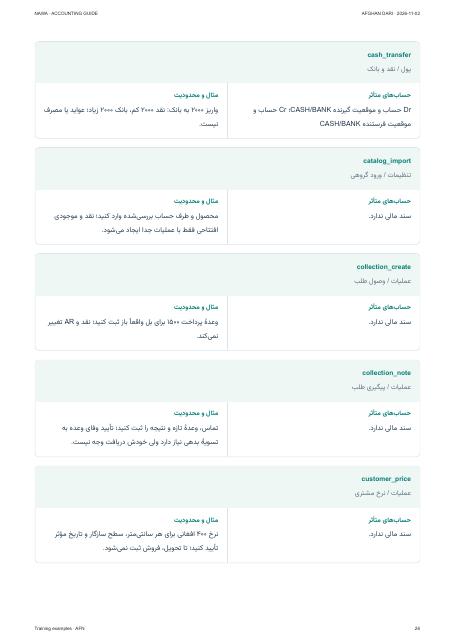 NAWA · ACCOUNTING GUIDE
AFGHAN DARI · 2026-11-02
cash_transfer
پول / نقد و بانک
حساب‌های متأثر
Dr حساب و موقعیت گیرنده CASH/BANK؛ Cr حساب و
موقعیت فرستنده CASH/BANK
مثال و محدودیت
واریز ۲۰۰۰ به بانک: نقد ۲۰۰۰ کم، بانک ۲۰۰۰ زیاد؛ عواید یا مصرف
نیست.
catalog_import
تنظیمات / ورود گروهی
حساب‌های متأثر
سند مالی ندارد.
مثال و محدودیت
محصول و طرف حساب بررسی‌شده وارد کنید؛ نقد و موجودی
افتتاحی فقط با عملیات جدا ایجاد می‌شود.
collection_create
عملیات / وصول طلب
حساب‌های متأثر
سند مالی ندارد.
مثال و محدودیت
وعدهٔ پرداخت ۱۵۰۰ برای بل واقعاً باز ثبت کنید؛ نقد و AR تغییر
نمی‌کند.
collection_note
عملیات / پیگیری طلب
حساب‌های متأثر
سند مالی ندارد.
مثال و محدودیت
تماس، وعدهٔ تازه و نتیجه را ثبت کنید؛ تأیید وفای وعده به
تسویهٔ بدهی نیاز دارد ولی خودش دریافت وجه نیست.
customer_price
عملیات / نرخ مشتری
حساب‌های متأثر
سند مالی ندارد.
مثال و محدودیت
نرخ ۴۰۰ افغانی برای هر سانتی‌متر، سطح سازگار و تاریخ مؤثر
تأیید کنید؛ تا تحویل، فروش ثبت نمی‌شود.
Training examples · AFN